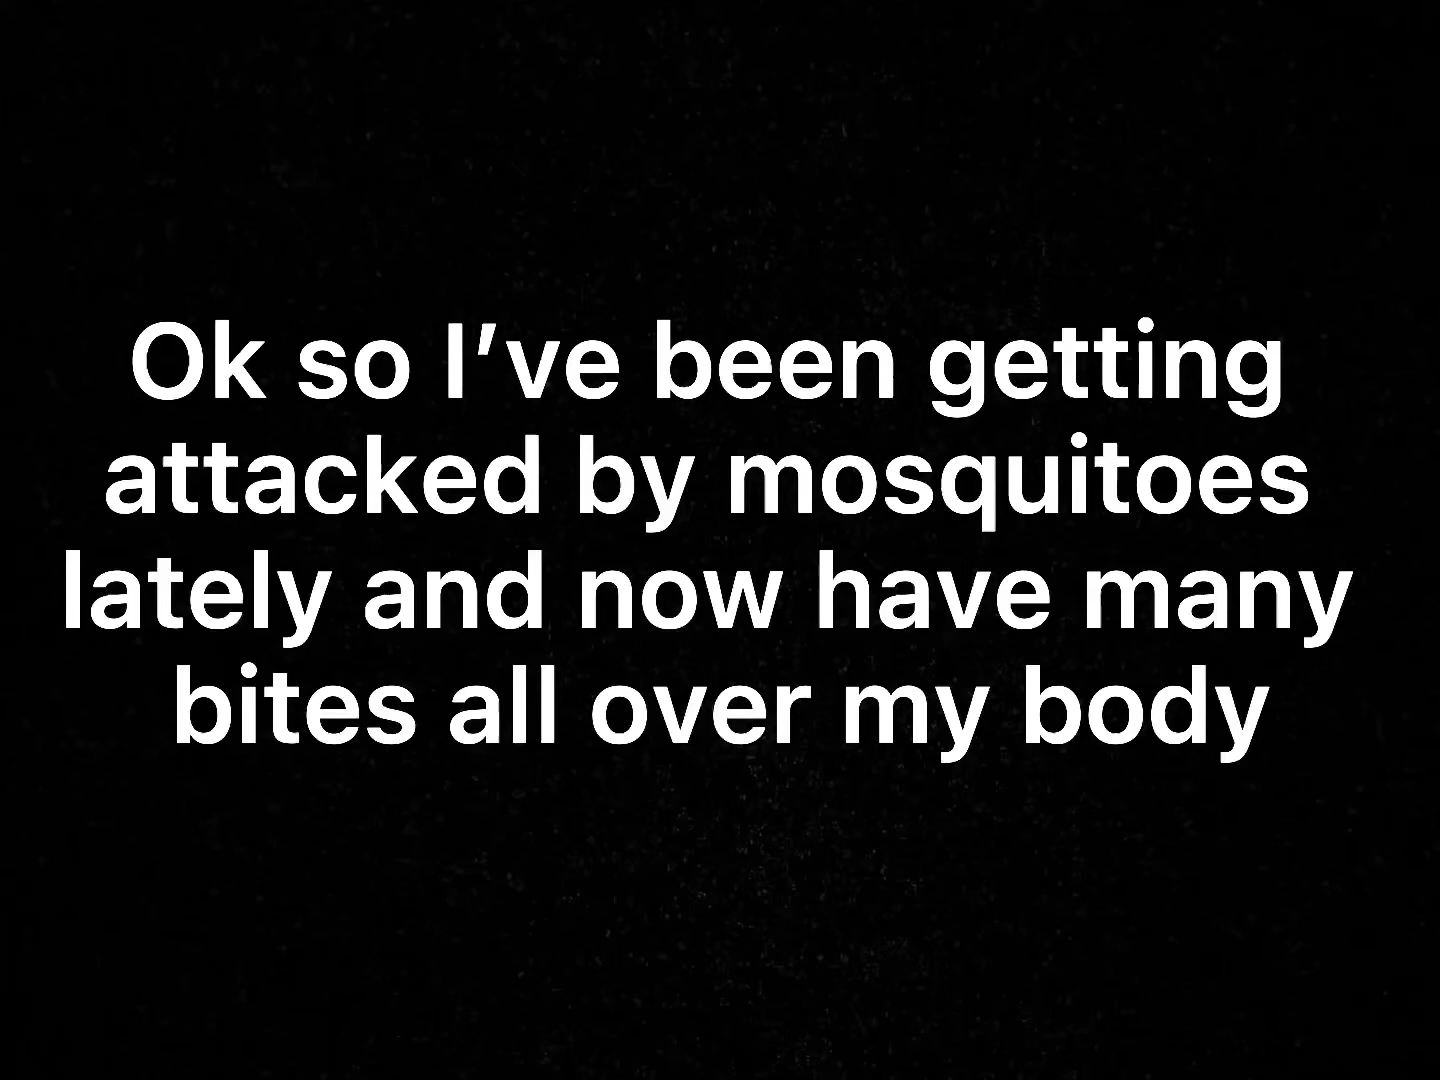 Ok so I’ve been getting
attacked by mosquitoes
lately and now have many
bites all over my body